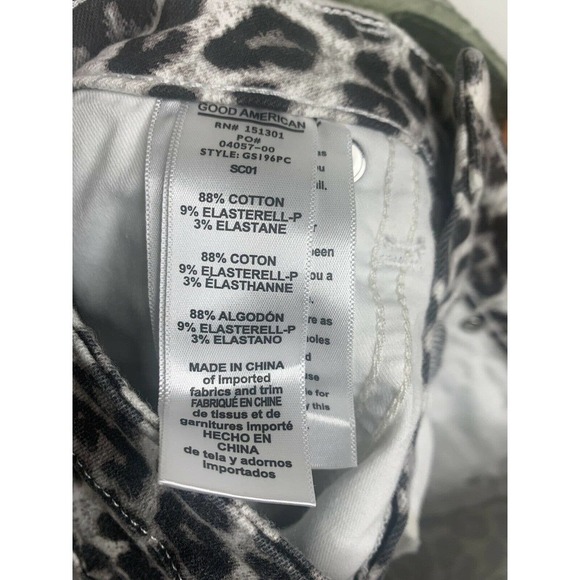 GOOD AMERICAN
RN# 151301
PO#
04057-00
STYLE: GS196PC
SC01
88% COTTON
9% ELASTERELL-P
3% ELASTANE
88% COTON
9% ELASTERELL-P
3% ÉLASTHANNE
88% ALGODÓN
9% ELASTERELL-P
3% ELASTANO
MADE IN CHINA
of Imported
fabrics and trim
FABRIQUÉ EN CHINE
de tissus et de
garnitures importé
HECHO EN
CHINA
de tela y adornos
Importados